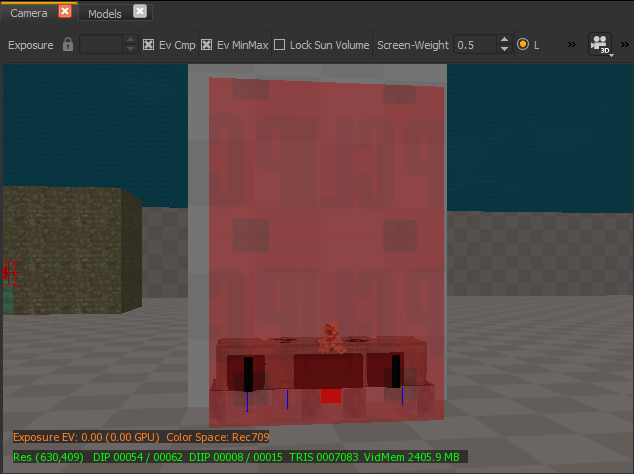 Camera Models
Exposure Ev Cmp Ev MinMax Lock Sun Volume Screen-Weight 0.5 L » 3D »
Exposure EV: 0.00 (0.00 GPU) Color Space: Rec709
Res (630,409) DIP 00054 / 00062 DIIP 00008 / 00015 TRIS 0007083 VidMem 2405.9 MB